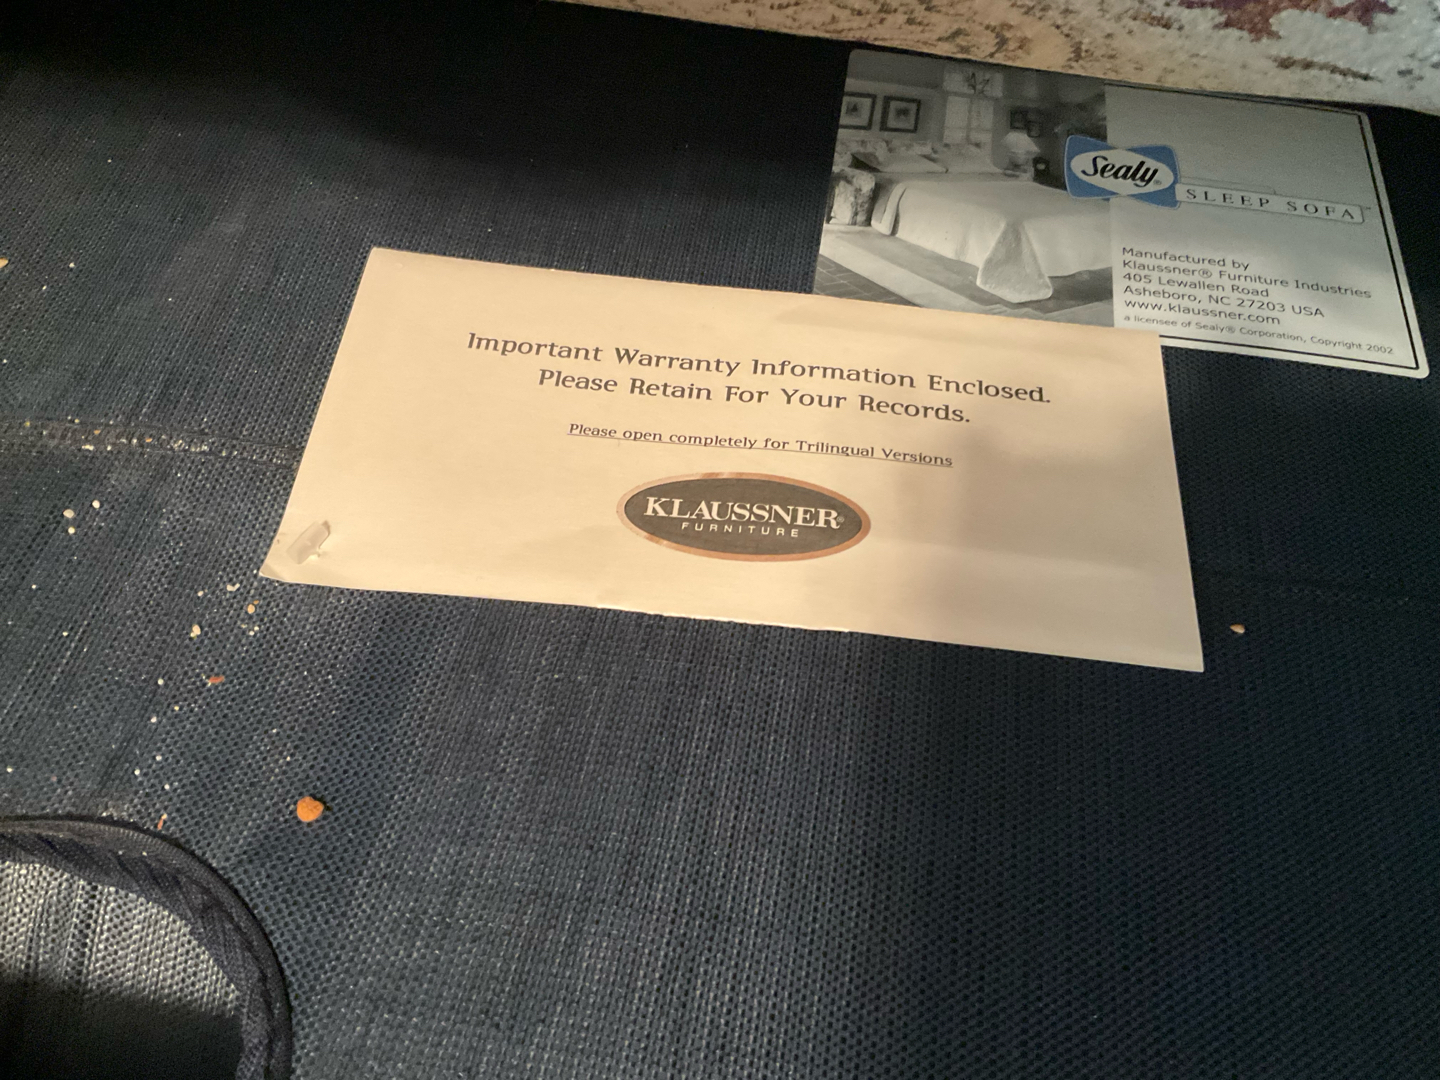 Sealy®
SLEEP SOFA™
Manufactured by
Klaussner® Furniture Industries
405 Lewallen Road
Asheboro, NC 27203 USA
www.klaussner.com
a licensee of Sealy® Corporation, Copyright 2002
Important Warranty Information Enclosed.
Please Retain For Your Records.
Please open completely for Trilingual Versions
KLAUSSNER®
FURNITURE